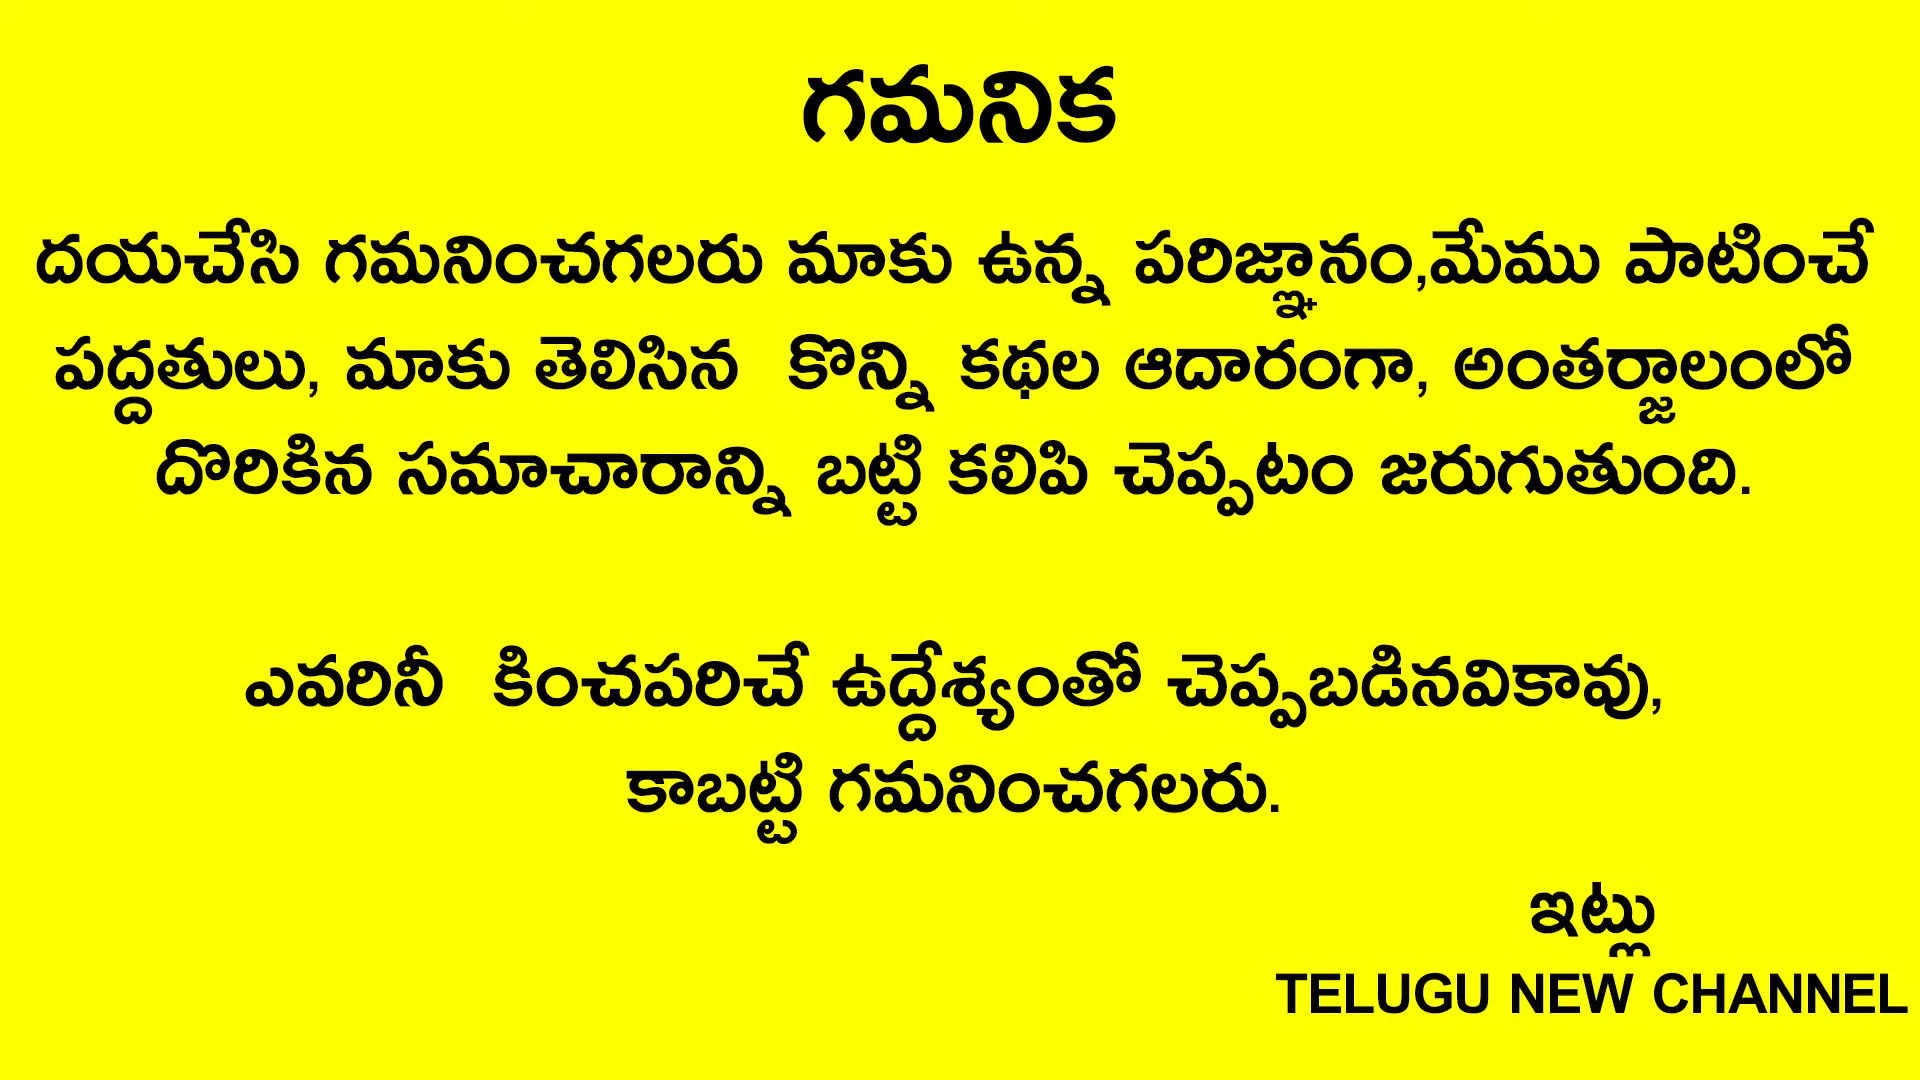 గమనిక
దయచేసి గమనించగలరు మాకు ఉన్న పరిజ్ఞానం,మేము పాటించే
పద్దతులు, మాకు తెలిసిన కొన్ని కథల ఆదారంగా, అంతర్జాలంలో
దొరికిన సమాచారాన్ని బట్టి కలిపి చెప్పటం జరుగుతుంది.
ఎవరినీ కించపరిచే ఉద్దేశ్యంతో చెప్పబడినవికావు,
కాబట్టి గమనించగలరు.
ఇట్లు
TELUGU NEW CHANNEL